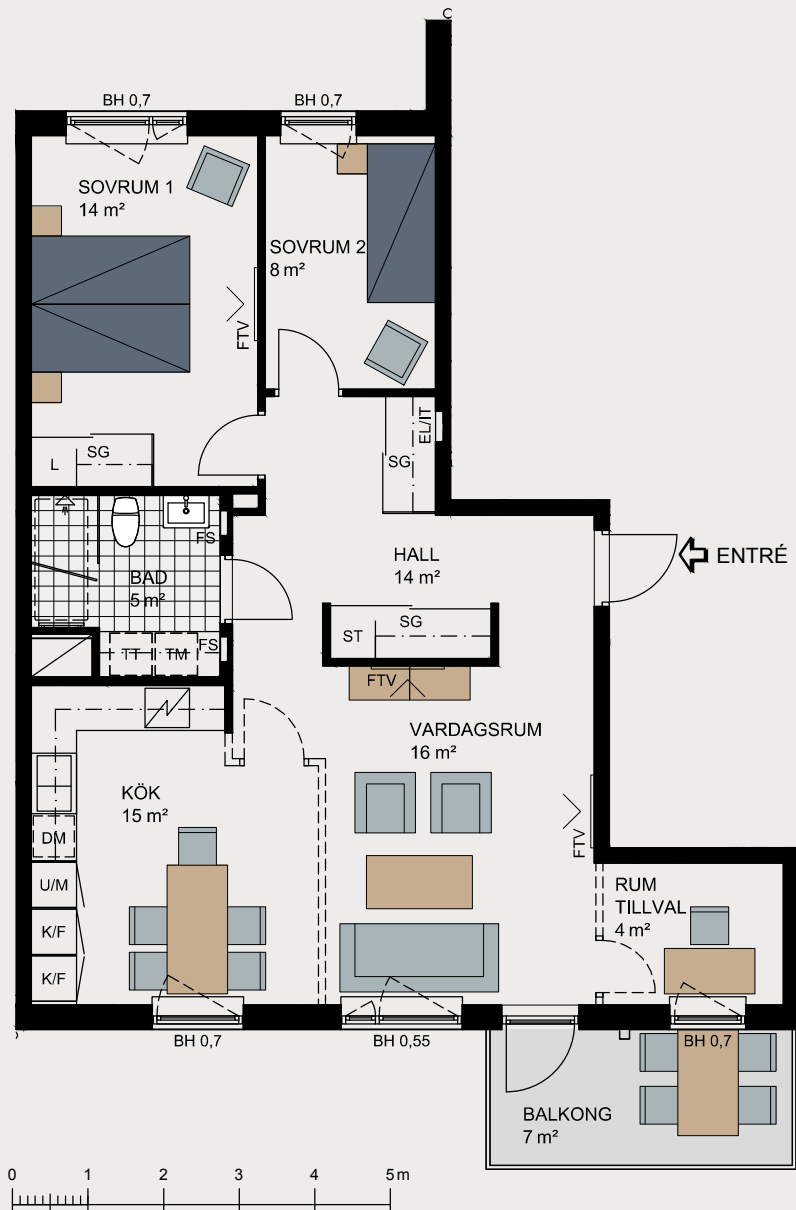 BH 0,7
BH 0,7
SOVRUM 1
14 m²
SOVRUM 2
8 m²
FTV
EL/IT
L
SG
SG
FS
BAD
5 m²
HALL
14 m²
ENTRÉ
ST
SG
TT
TM
FS
FTV
VARDAGSRUM
16 m²
KÖK
15 m²
DM
U/M
K/F
K/F
FTV
RUM
TILLVAL
4 m²
BH 0,7
BH 0,55
BH 0,7
BALKONG
7 m²
0 1 2 3 4 5 m